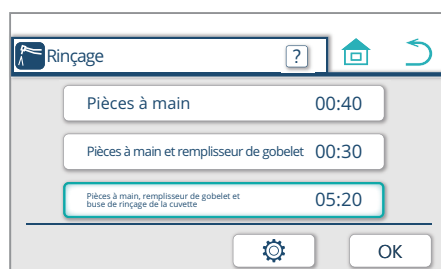 Rinçage ?
Pièces à main 00:40
Pièces à main et remplisseur de gobelet 00:30
Pièces à main, remplisseur de gobelet et
buse de rinçage de la cuvette 05:20
OK